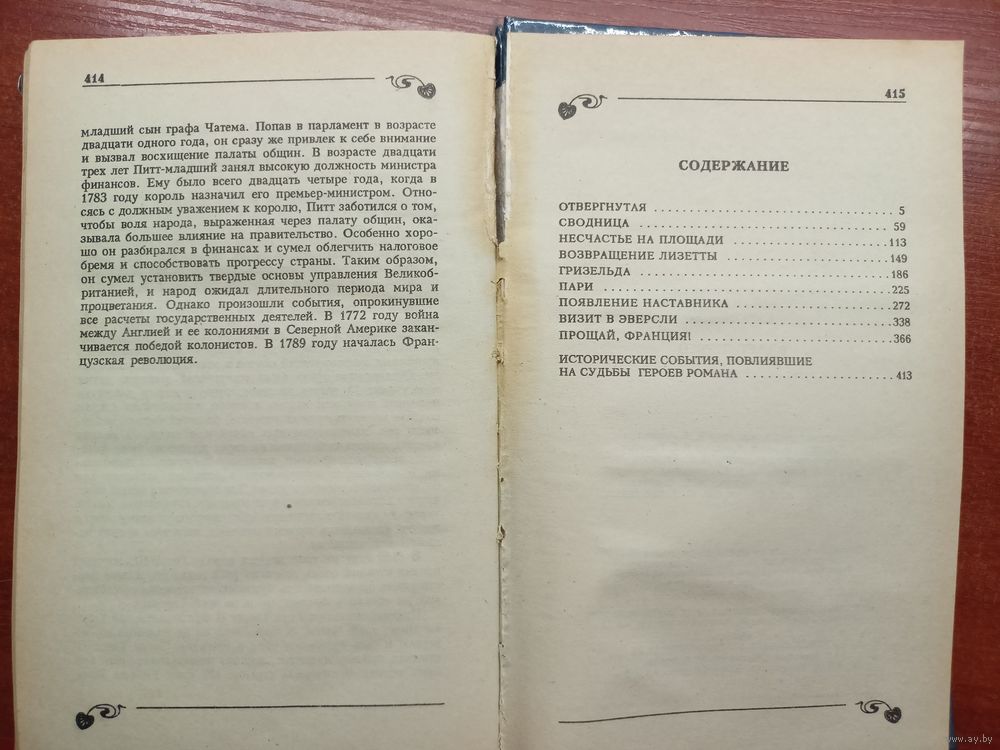 414
младший сын графа Чатема. Попав в парламент в возрасте
двадцати одного года, он сразу же привлек к себе внимание
и вызвал восхищение палаты общин. В возрасте двадцати
трех лет Питт-младший занял высокую должность министра
финансов. Ему было всего двадцать четыре года, когда в
1783 году король назначил его премьер-министром. Отно-
сясь с должным уважением к королю, Питт заботился о том,
чтобы воля народа, выраженная через палату общин, ока-
зывала большее влияние на правительство. Особенно хоро-
шо он разбирался в финансах и сумел облегчить налоговое
бремя и способствовать прогрессу страны. Таким образом,
он сумел установить твердые основы управления Великоб-
ританией, и народ ожидал длительного периода мира и
процветания. Однако произошли события, опрокинувшие
все расчеты государственных деятелей. В 1772 году война
между Англией и ее колониями в Северной Америке закан-
чивается победой колонистов. В 1789 году началась Фран-
цузская революция.
415
СОДЕРЖАНИЕ
ОТВЕРГНУТАЯ 5
СВОДНИЦА 59
НЕСЧАСТЬЕ НА ПЛОЩАДИ 113
ВОЗВРАЩЕНИЕ ЛИЗЕТТЫ 149
ГРИЗЕЛЬДА 186
ПАРИ 225
ПОЯВЛЕНИЕ НАСТАВНИКА 272
ВИЗИТ В ЭВЕРСЛИ 338
ПРОЩАЙ, ФРАНЦИЯ! 366
ИСТОРИЧЕСКИЕ СОБЫТИЯ, ПОВЛИЯВШИЕ
НА СУДЬБЫ ГЕРОЕВ РОМАНА 413
www.ay.by